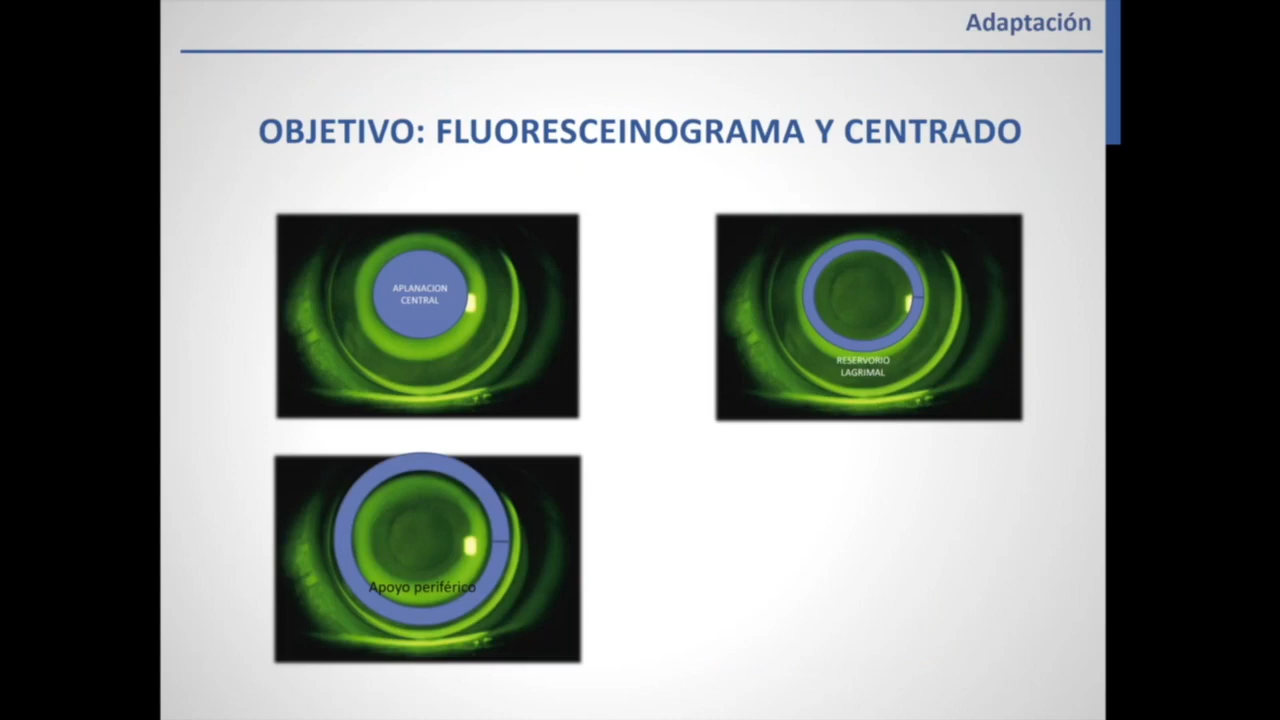 Adaptación
OBJETIVO: FLUORESCEINOGRAMA Y CENTRADO
APLANACION
CENTRAL
RESERVORIO
LAGRIMAL
Apoyo periférico